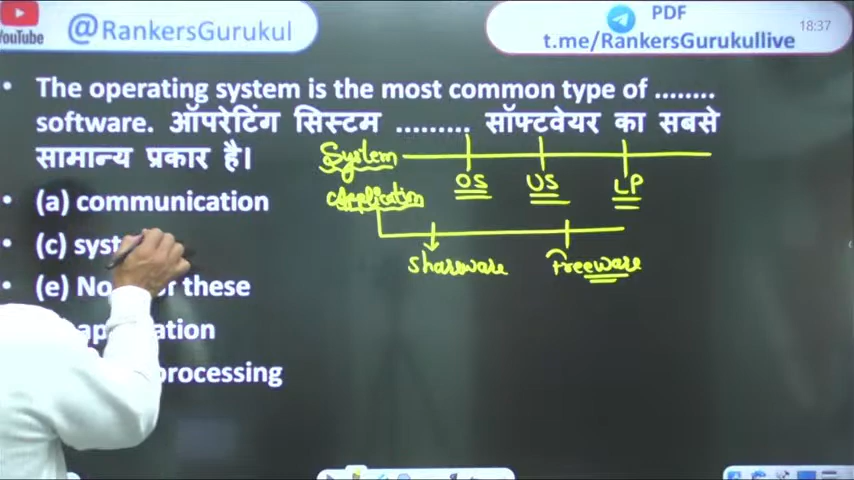 YouTube
@RankersGurukul
PDF
t.me/RankersGurukullive
18:37
• The operating system is the most common type of ........
software. ऑपरेटिंग सिस्टम ......... सॉफ्टवेयर का सबसे
सामान्य प्रकार है।
System
Application
OS
US
LP
Shareware
Freeware
• (a) communication
• (c) syst
• (e) No these
ation
processing